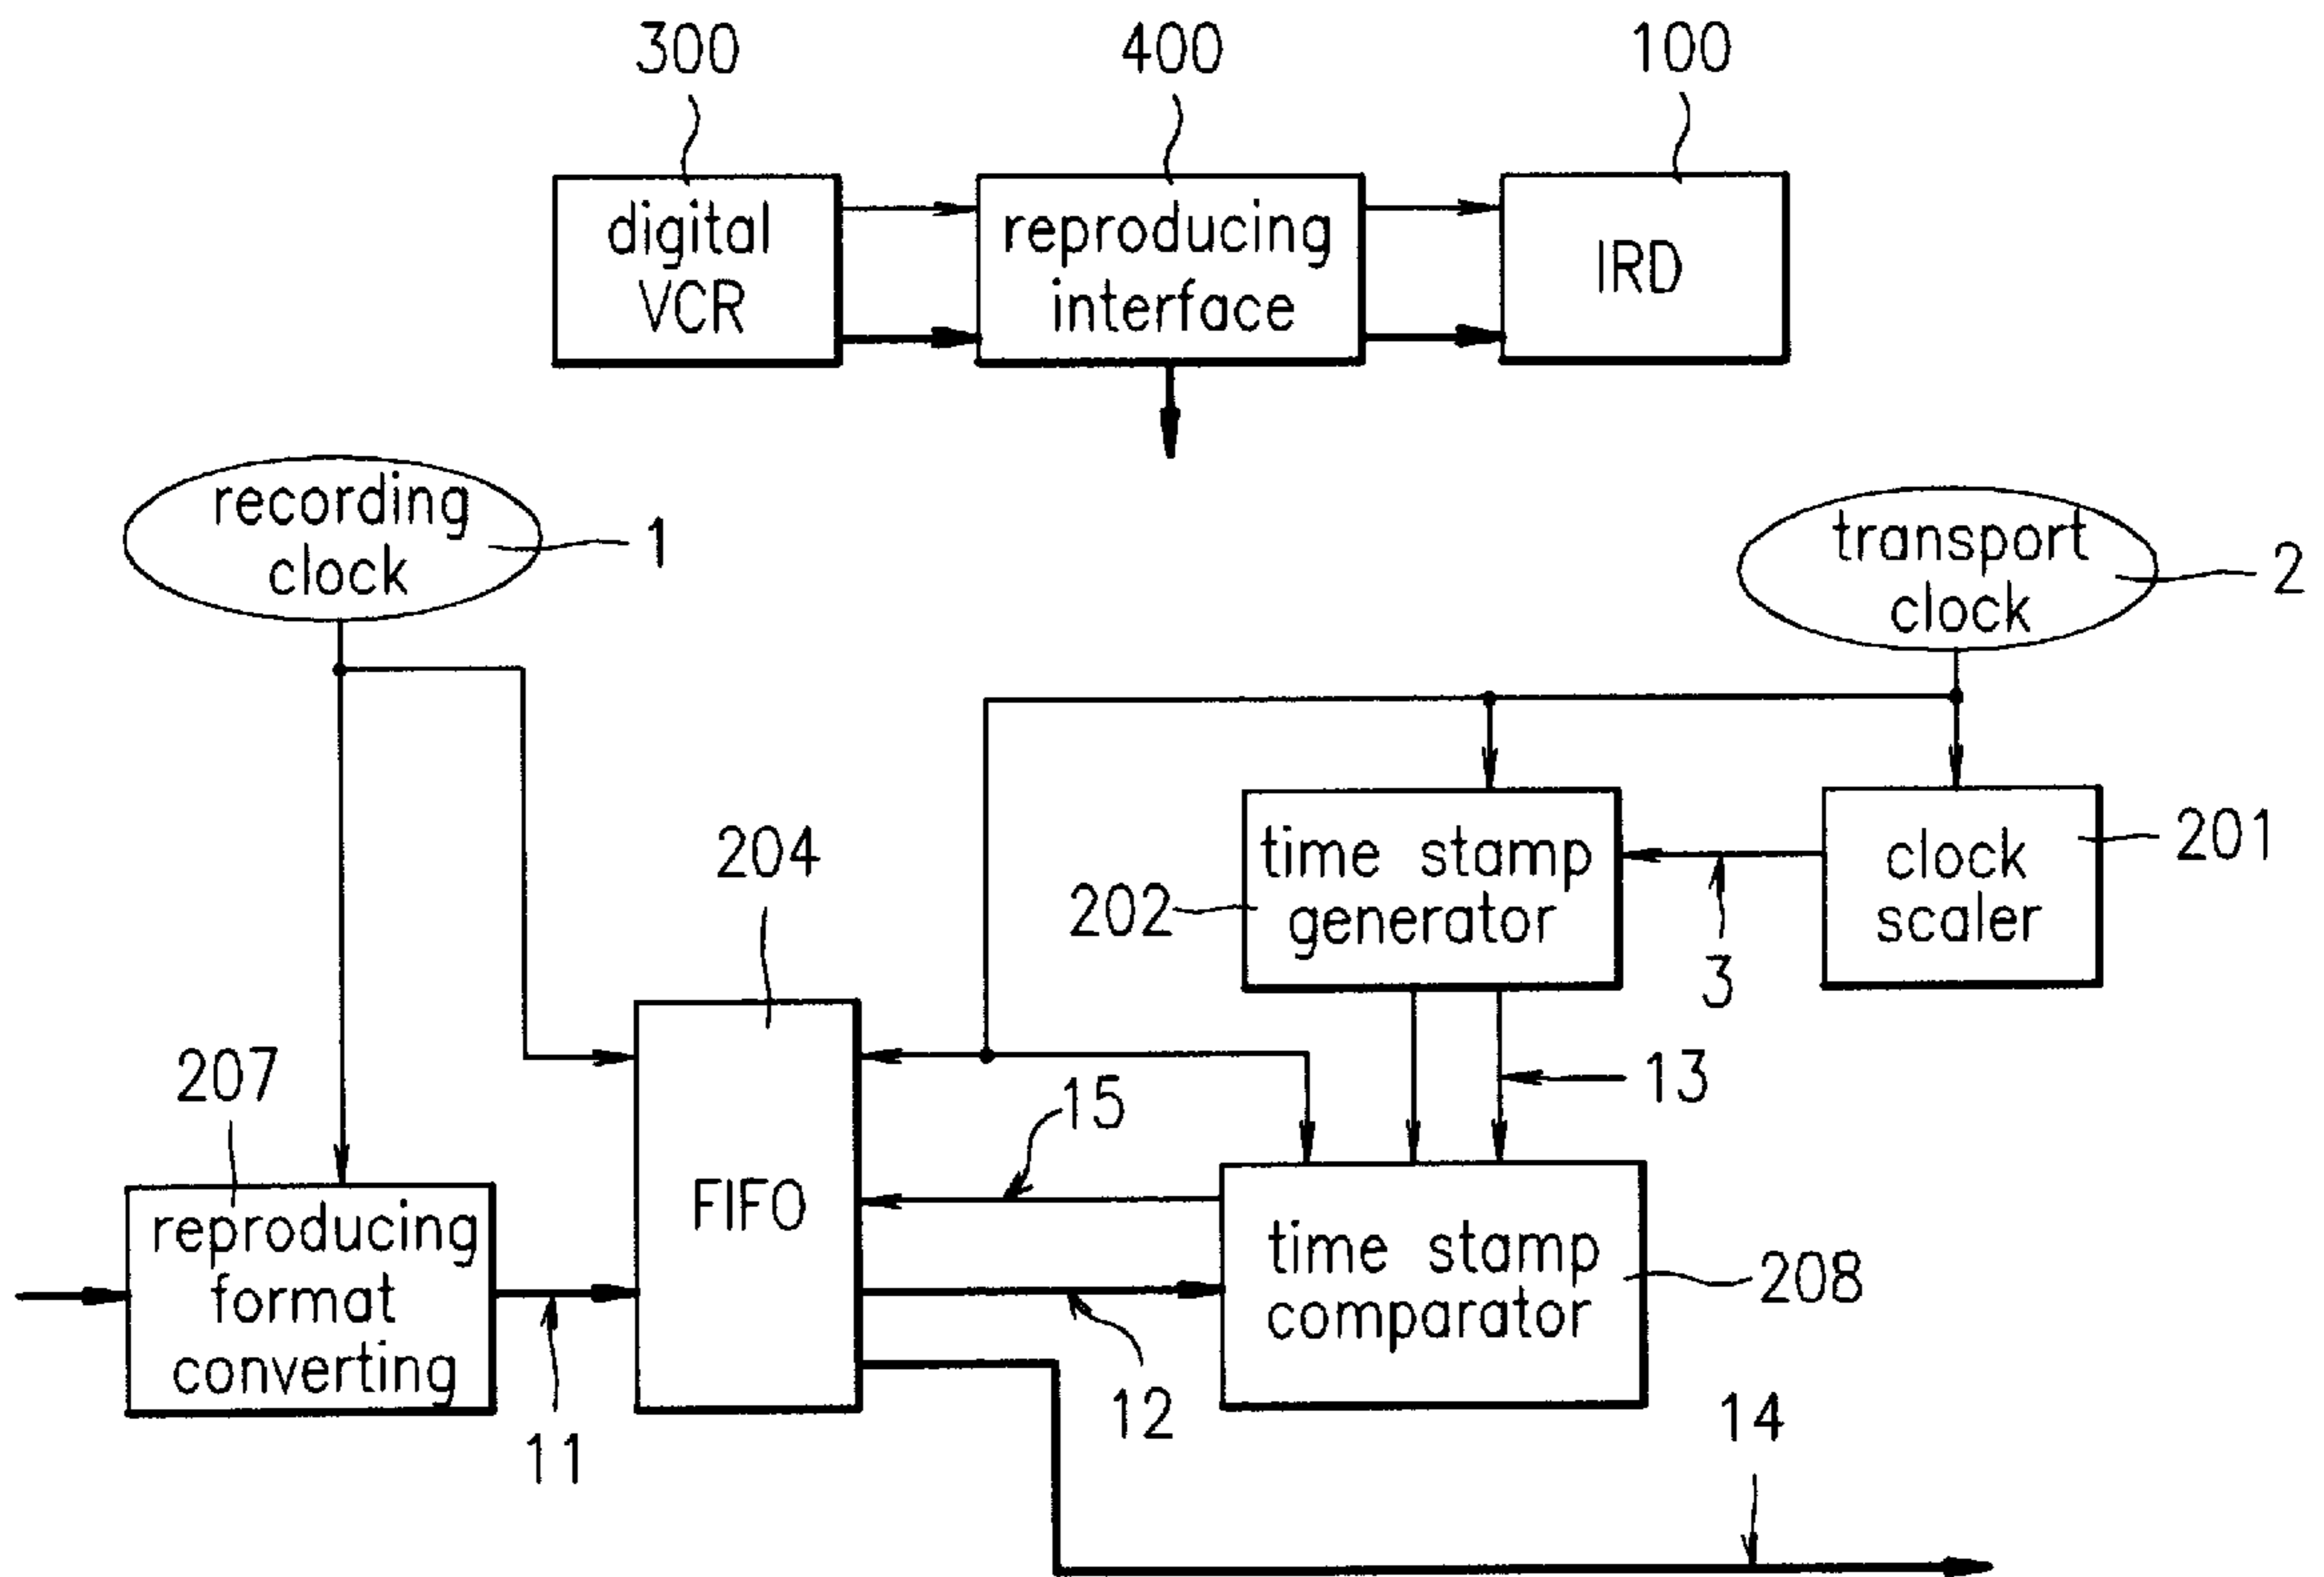 300
400
100
digital
VCR
reproducing
interface
IRD
recording
clock
1
transport
clock
2
204
time stamp
generator
202
clock
scaler
201
3
207
13
15
reproducing
format
converting
FIFO
time stamp
comparator
208
11
12
14